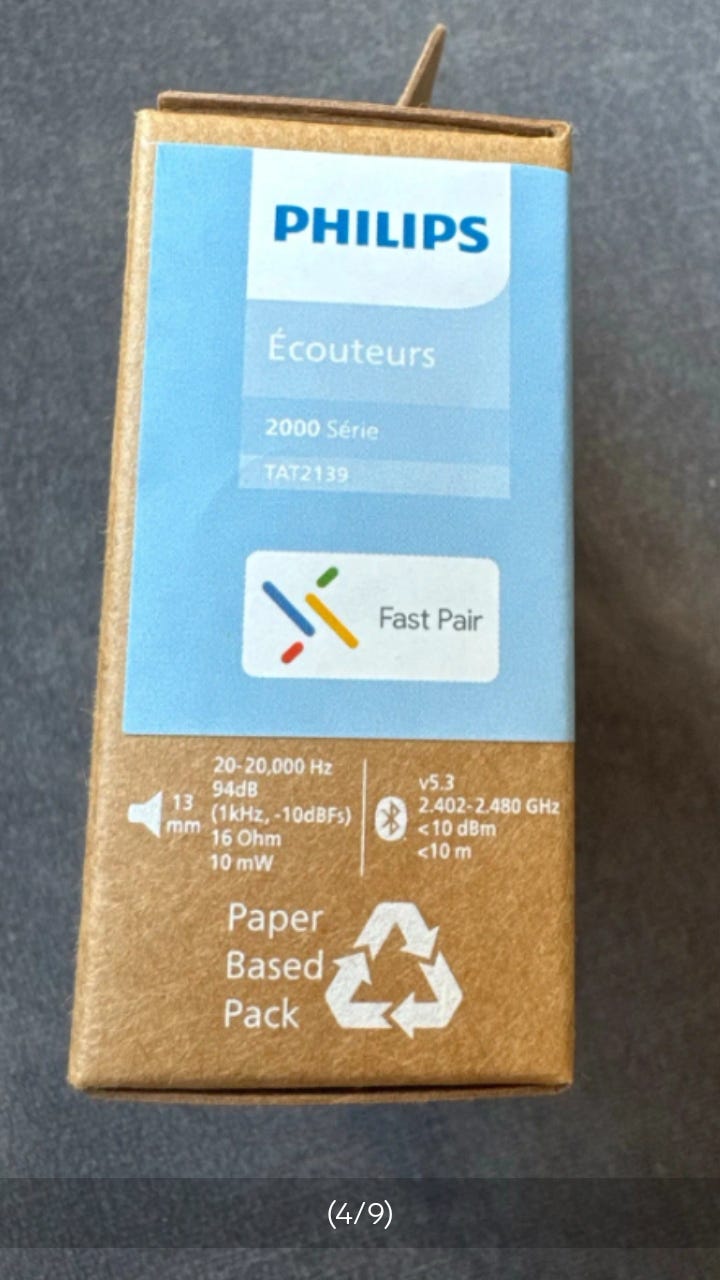 PHILIPS
Écouteurs
2000 Série
TAT2139
Fast Pair
13
mm
20-20,000 Hz
94dB
(1kHz, -10dBFs)
16 Ohm
10 mW
v5.3
2.402-2.480 GHz
<10 dBm
<10 m
Paper
Based
Pack
(4/9)